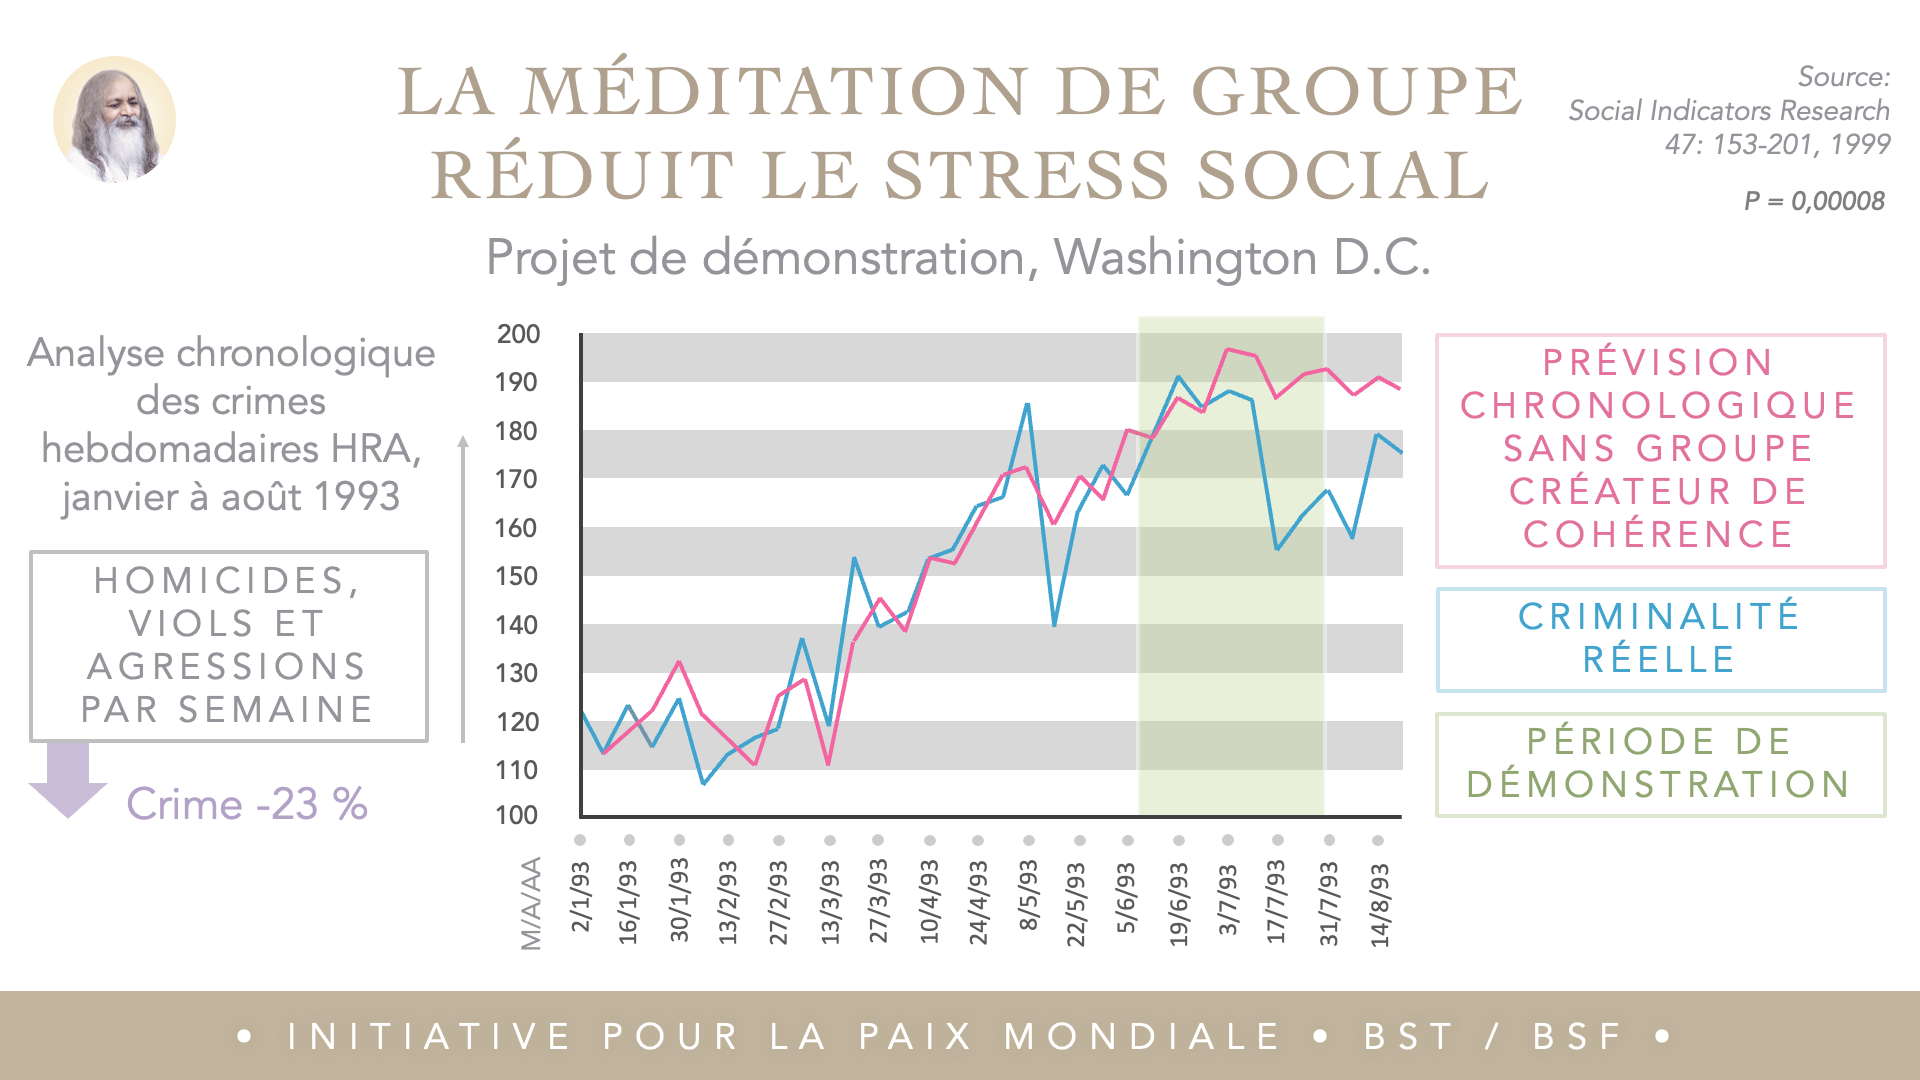 LA MÉDITATION DE GROUPE
RÉDUIT LE STRESS SOCIAL
Projet de démonstration, Washington D.C.
Source:
Social Indicators Research
47: 153-201, 1999
P = 0,00008
Analyse chronologique
des crimes
hebdomadaires HRA,
janvier à août 1993
HOMICIDES,
VIOLS ET
AGRESSIONS
PAR SEMAINE
Crime -23 %
200
190
180
170
160
150
140
130
120
110
100
M/A/AA
2/1/93
16/1/93
30/1/93
13/2/93
27/2/93
13/3/93
27/3/93
10/4/93
24/4/93
8/5/93
22/5/93
5/6/93
19/6/93
3/7/93
17/7/93
31/7/93
14/8/93
PRÉVISION
CHRONOLOGIQUE
SANS GROUPE
CRÉATEUR DE
COHÉRENCE
CRIMINALITÉ
RÉELLE
PÉRIODE DE
DÉMONSTRATION
• INITIATIVE POUR LA PAIX MONDIALE • BST / BSF •